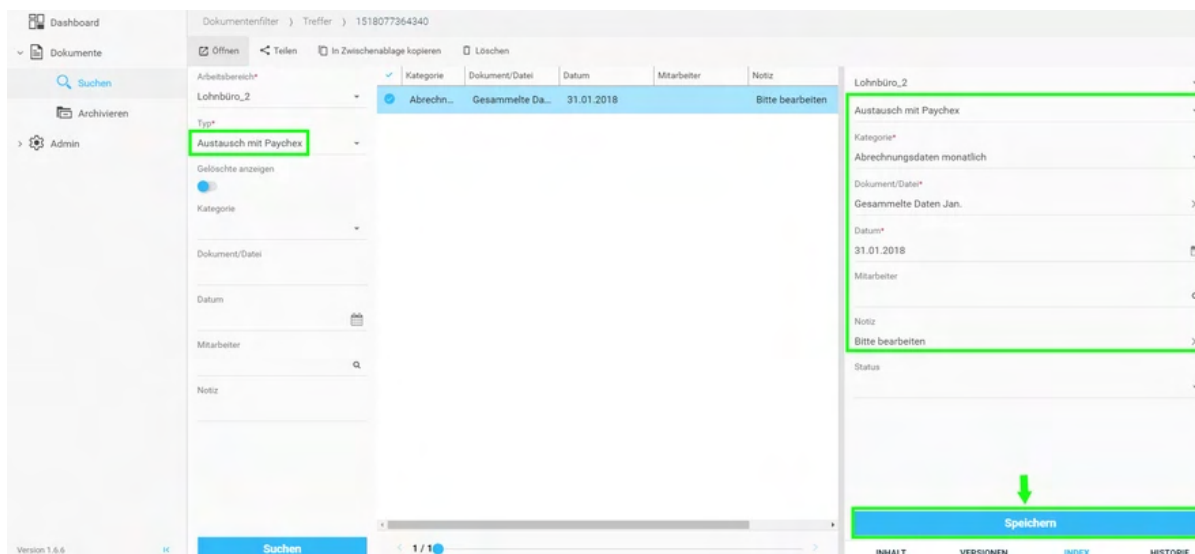 Dashboard
Dokumente
Suchen
Archivieren
Admin
Version 1.6.6
Dokumentenfilter ) Treffer ) 1518077364340
Öffnen Teilen In Zwischenablage kopieren Löschen
Arbeitsbereich*
Lohnbüro_2
Typ*
Austausch mit Paychex
Gelöschte anzeigen
Kategorie
Dokument/Datei
Datum
Mitarbeiter
Notiz
Suchen
Kategorie Dokument/Datei Datum Mitarbeiter Notiz
Abrechn... Gesammelte Da... 31.01.2018 Bitte bearbeiten
1 / 1
Lohnbüro_2
Austausch mit Paychex
Kategorie*
Abrechnungsdaten monatlich
Dokument/Datei*
Gesammelte Daten Jan.
Datum*
31.01.2018
Mitarbeiter
Notiz
Bitte bearbeiten
Status
Speichern
INHALT VERSIONEN INDEX HISTORIE